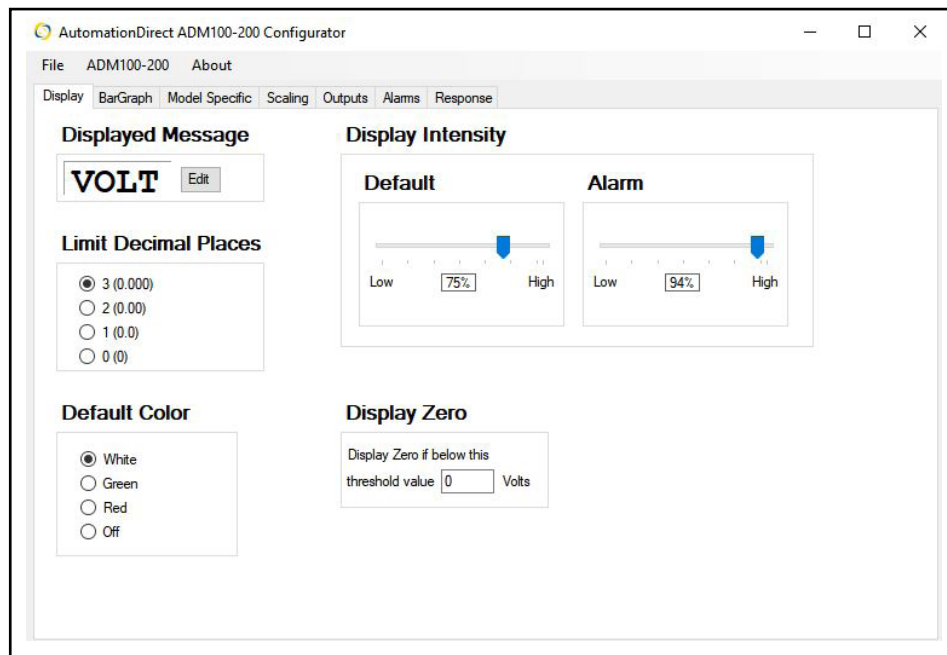 AutomationDirect ADM100-200 Configurator
File ADM100-200 About
Display BarGraph Model Specific Scaling Outputs Alarms Response
Displayed Message
VOLT Edit
Limit Decimal Places
3 (0.000)
2 (0.00)
1 (0.0)
0 (0)
Default Color
White
Green
Red
Off
Display Intensity
Default
Low 75% High
Alarm
Low 94% High
Display Zero
Display Zero if below this
threshold value 0 Volts